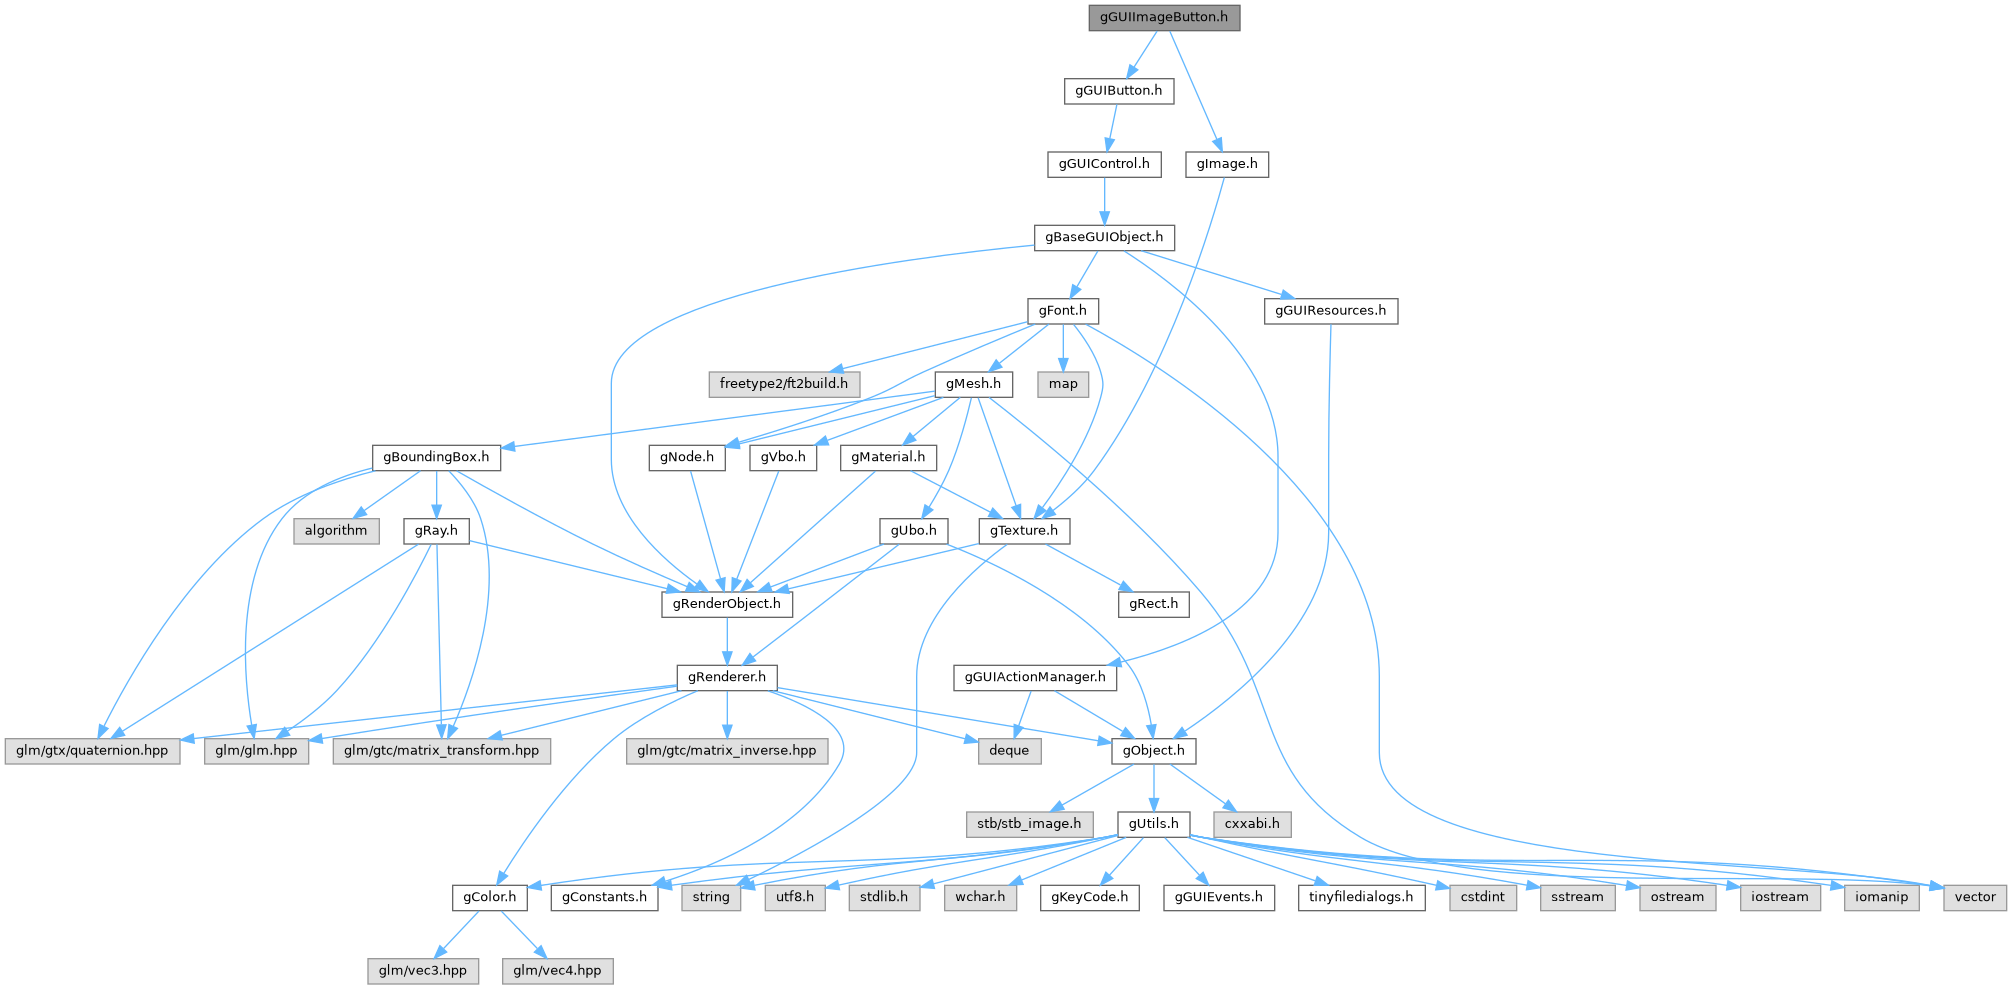 gGUIImageButton.h
gGUIButton.h
gGUIControl.h
gImage.h
gBaseGUIObject.h
gFont.h
gGUIResources.h
freetype2/ft2build.h
gMesh.h
map
gBoundingBox.h
gNode.h
gVbo.h
gMaterial.h
algorithm
gRay.h
gUbo.h
gTexture.h
gRenderObject.h
gRect.h
gRenderer.h
gGUIActionManager.h
glm/gtx/quaternion.hpp
glm/glm.hpp
glm/gtc/matrix_transform.hpp
glm/gtc/matrix_inverse.hpp
deque
gObject.h
stb/stb_image.h
gUtils.h
cxxabi.h
gColor.h
gConstants.h
string
utf8.h
stdlib.h
wchar.h
gKeyCode.h
gGUIEvents.h
tinyfiledialogs.h
cstdint
sstream
ostream
iostream
iomanip
vector
glm/vec3.hpp
glm/vec4.hpp